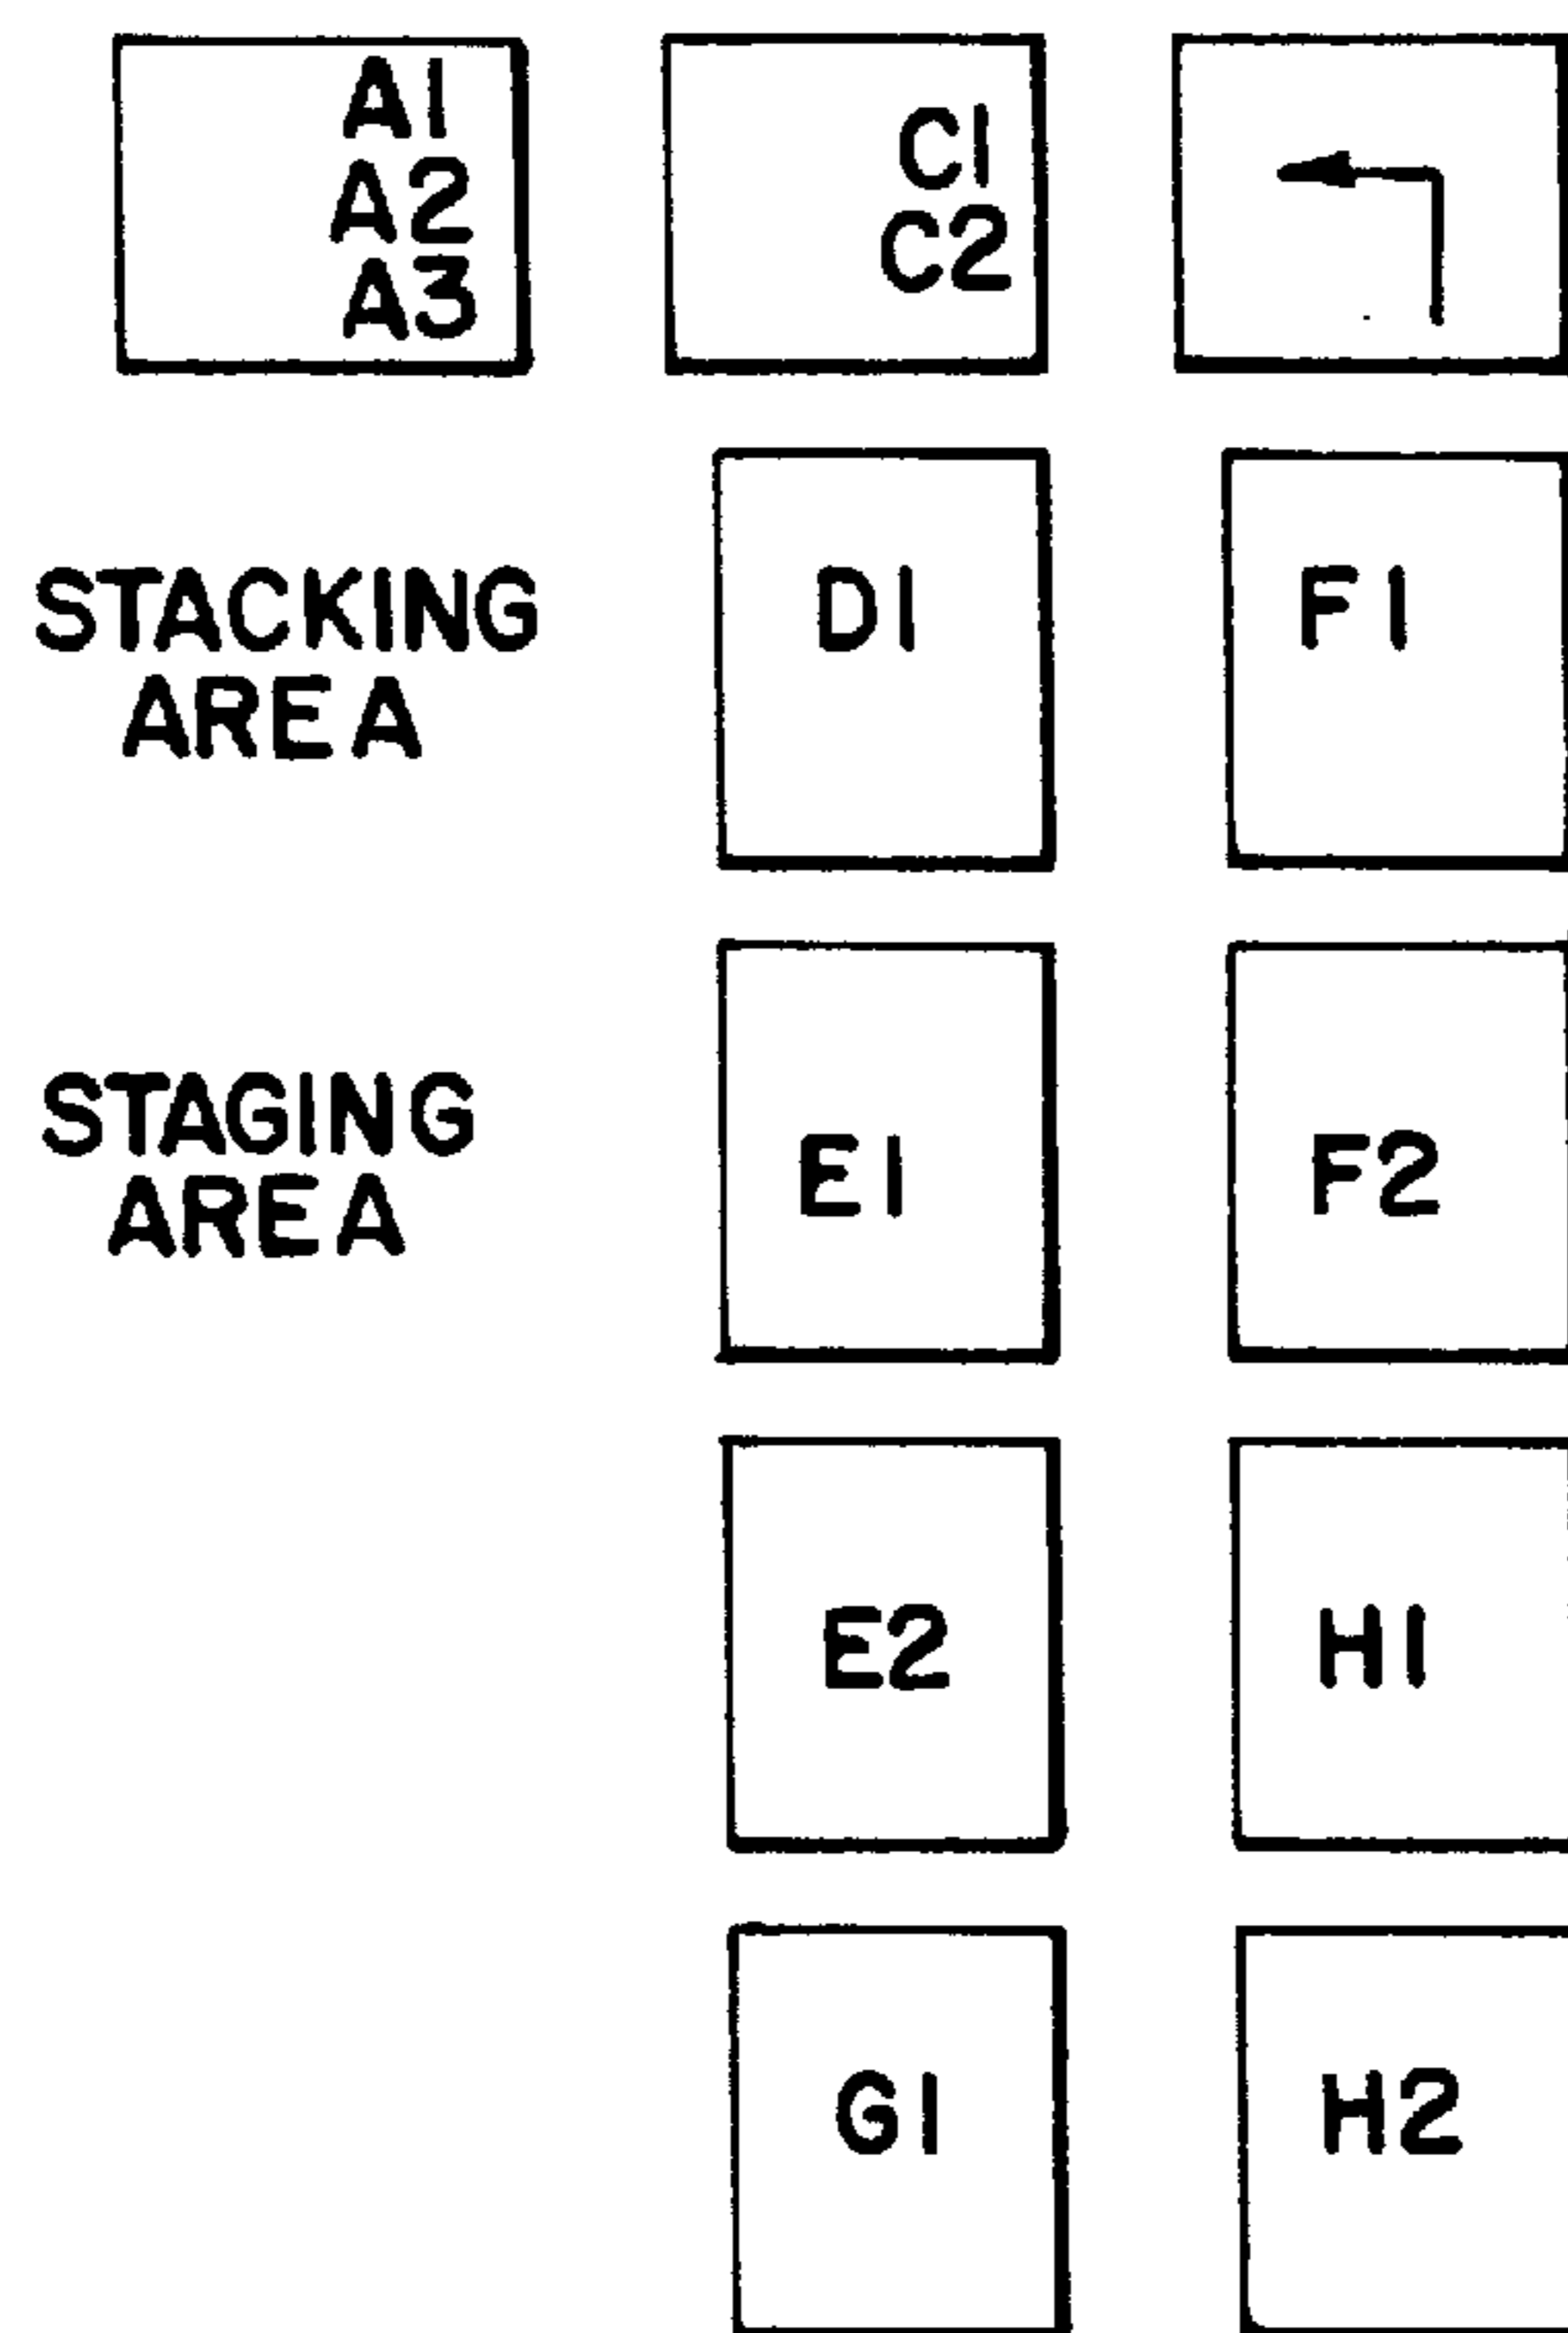 A1
A2
A3
C1
C2
STACKING
AREA
D1
F1
STAGING
AREA
E1
F2
E2
H1
G1
H2